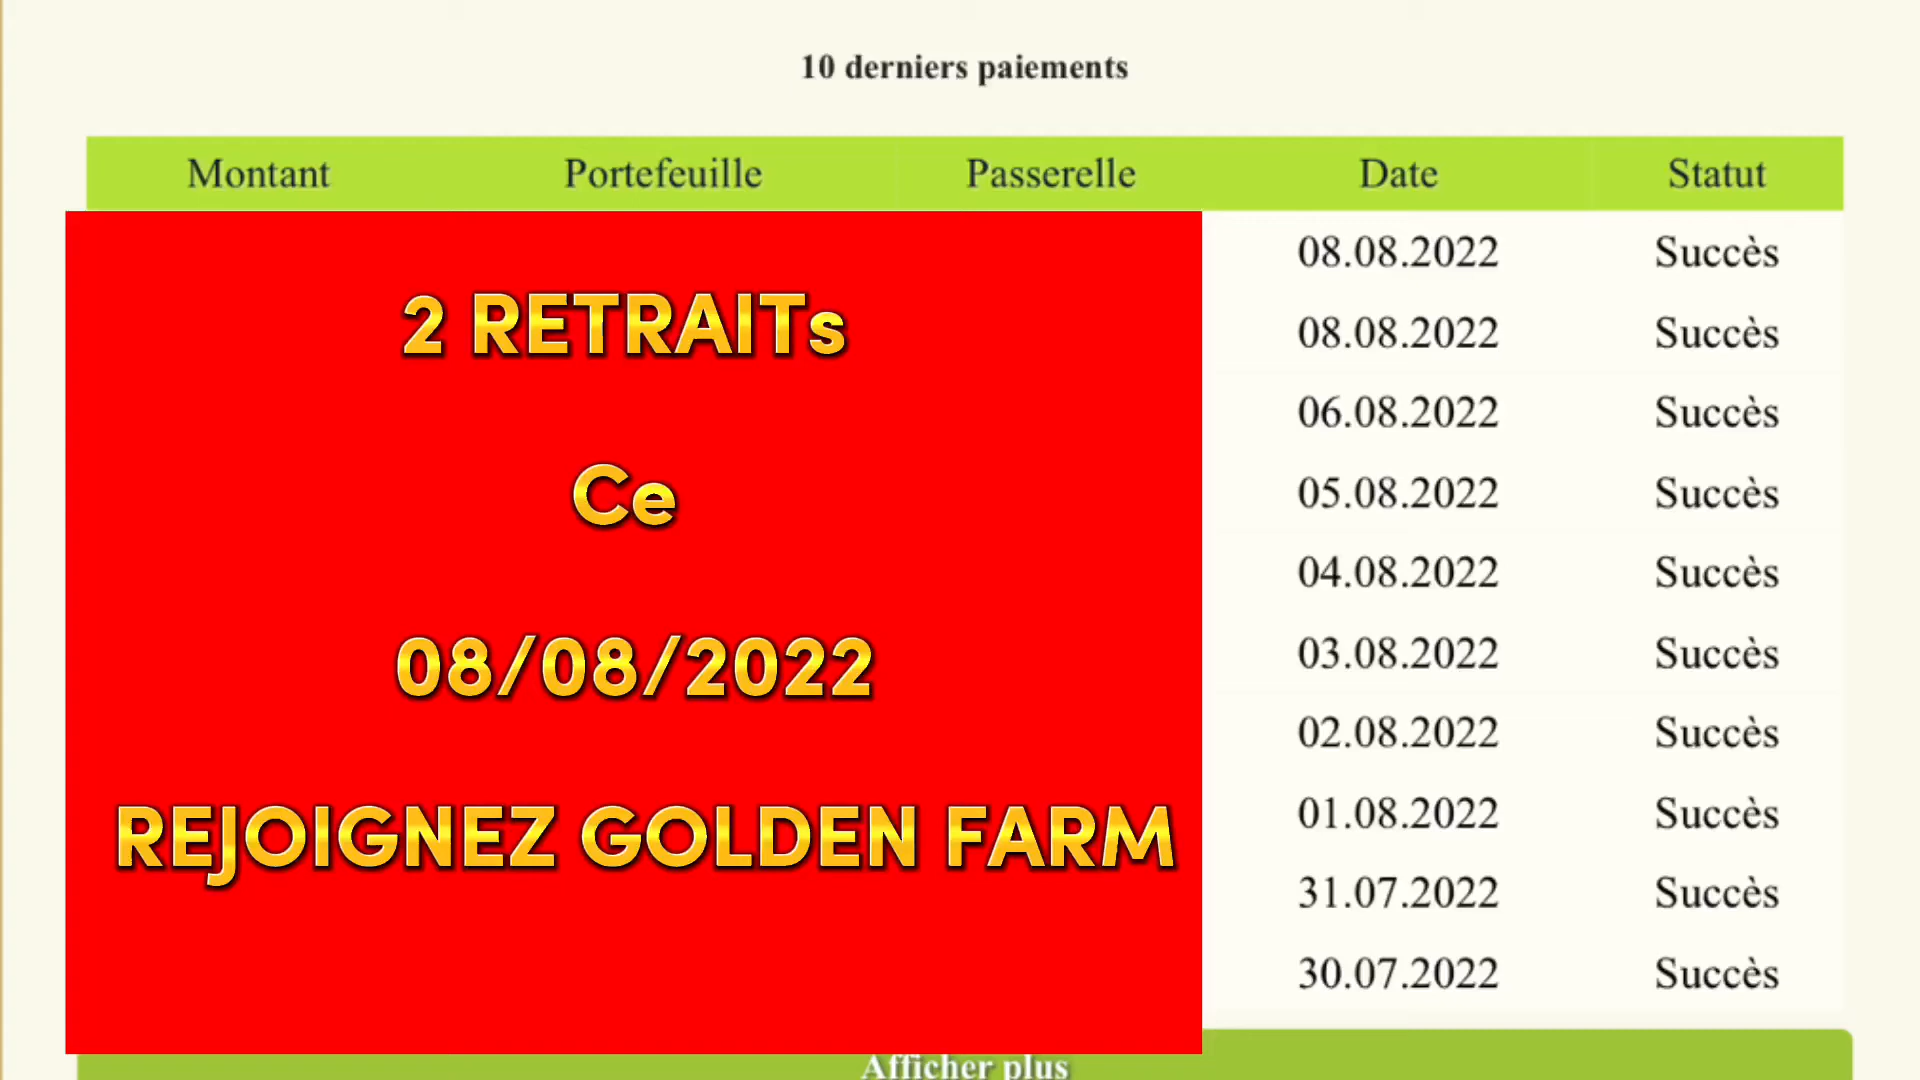 10 derniers paiements
Montant Portefeuille Passerelle Date Statut
2 RETRAITs
Ce
08/08/2022
REJOIGNEZ GOLDEN FARM
08.08.2022 Succès
08.08.2022 Succès
06.08.2022 Succès
05.08.2022 Succès
04.08.2022 Succès
03.08.2022 Succès
02.08.2022 Succès
01.08.2022 Succès
31.07.2022 Succès
30.07.2022 Succès
Afficher plus